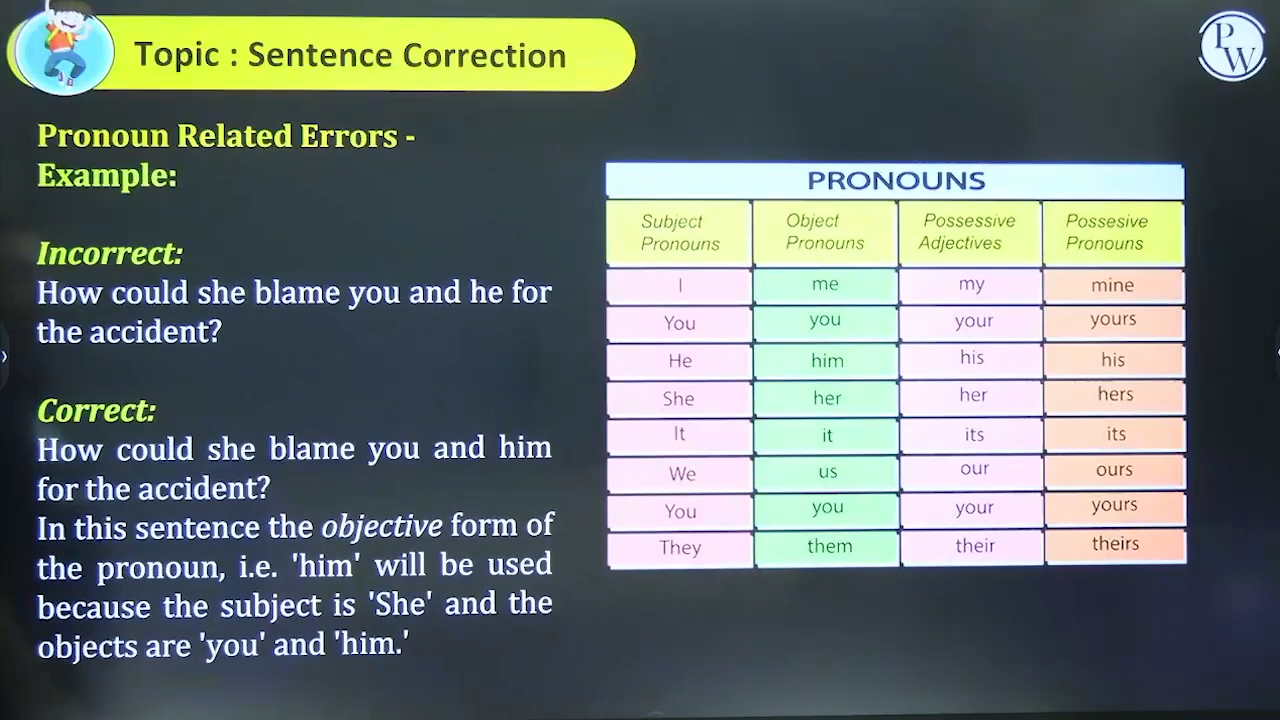 Topic : Sentence Correction
PW
Pronoun Related Errors -
Example:
Incorrect:
How could she blame you and he for
the accident?
Correct:
How could she blame you and him
for the accident?
In this sentence the objective form of
the pronoun, i.e. 'him' will be used
because the subject is 'She' and the
objects are 'you' and 'him.'
PRONOUNS
Subject Pronouns Object Pronouns Possessive Adjectives Possesive Pronouns
I me my mine
You you your yours
He him his his
She her her hers
It it its its
We us our ours
You you your yours
They them their theirs